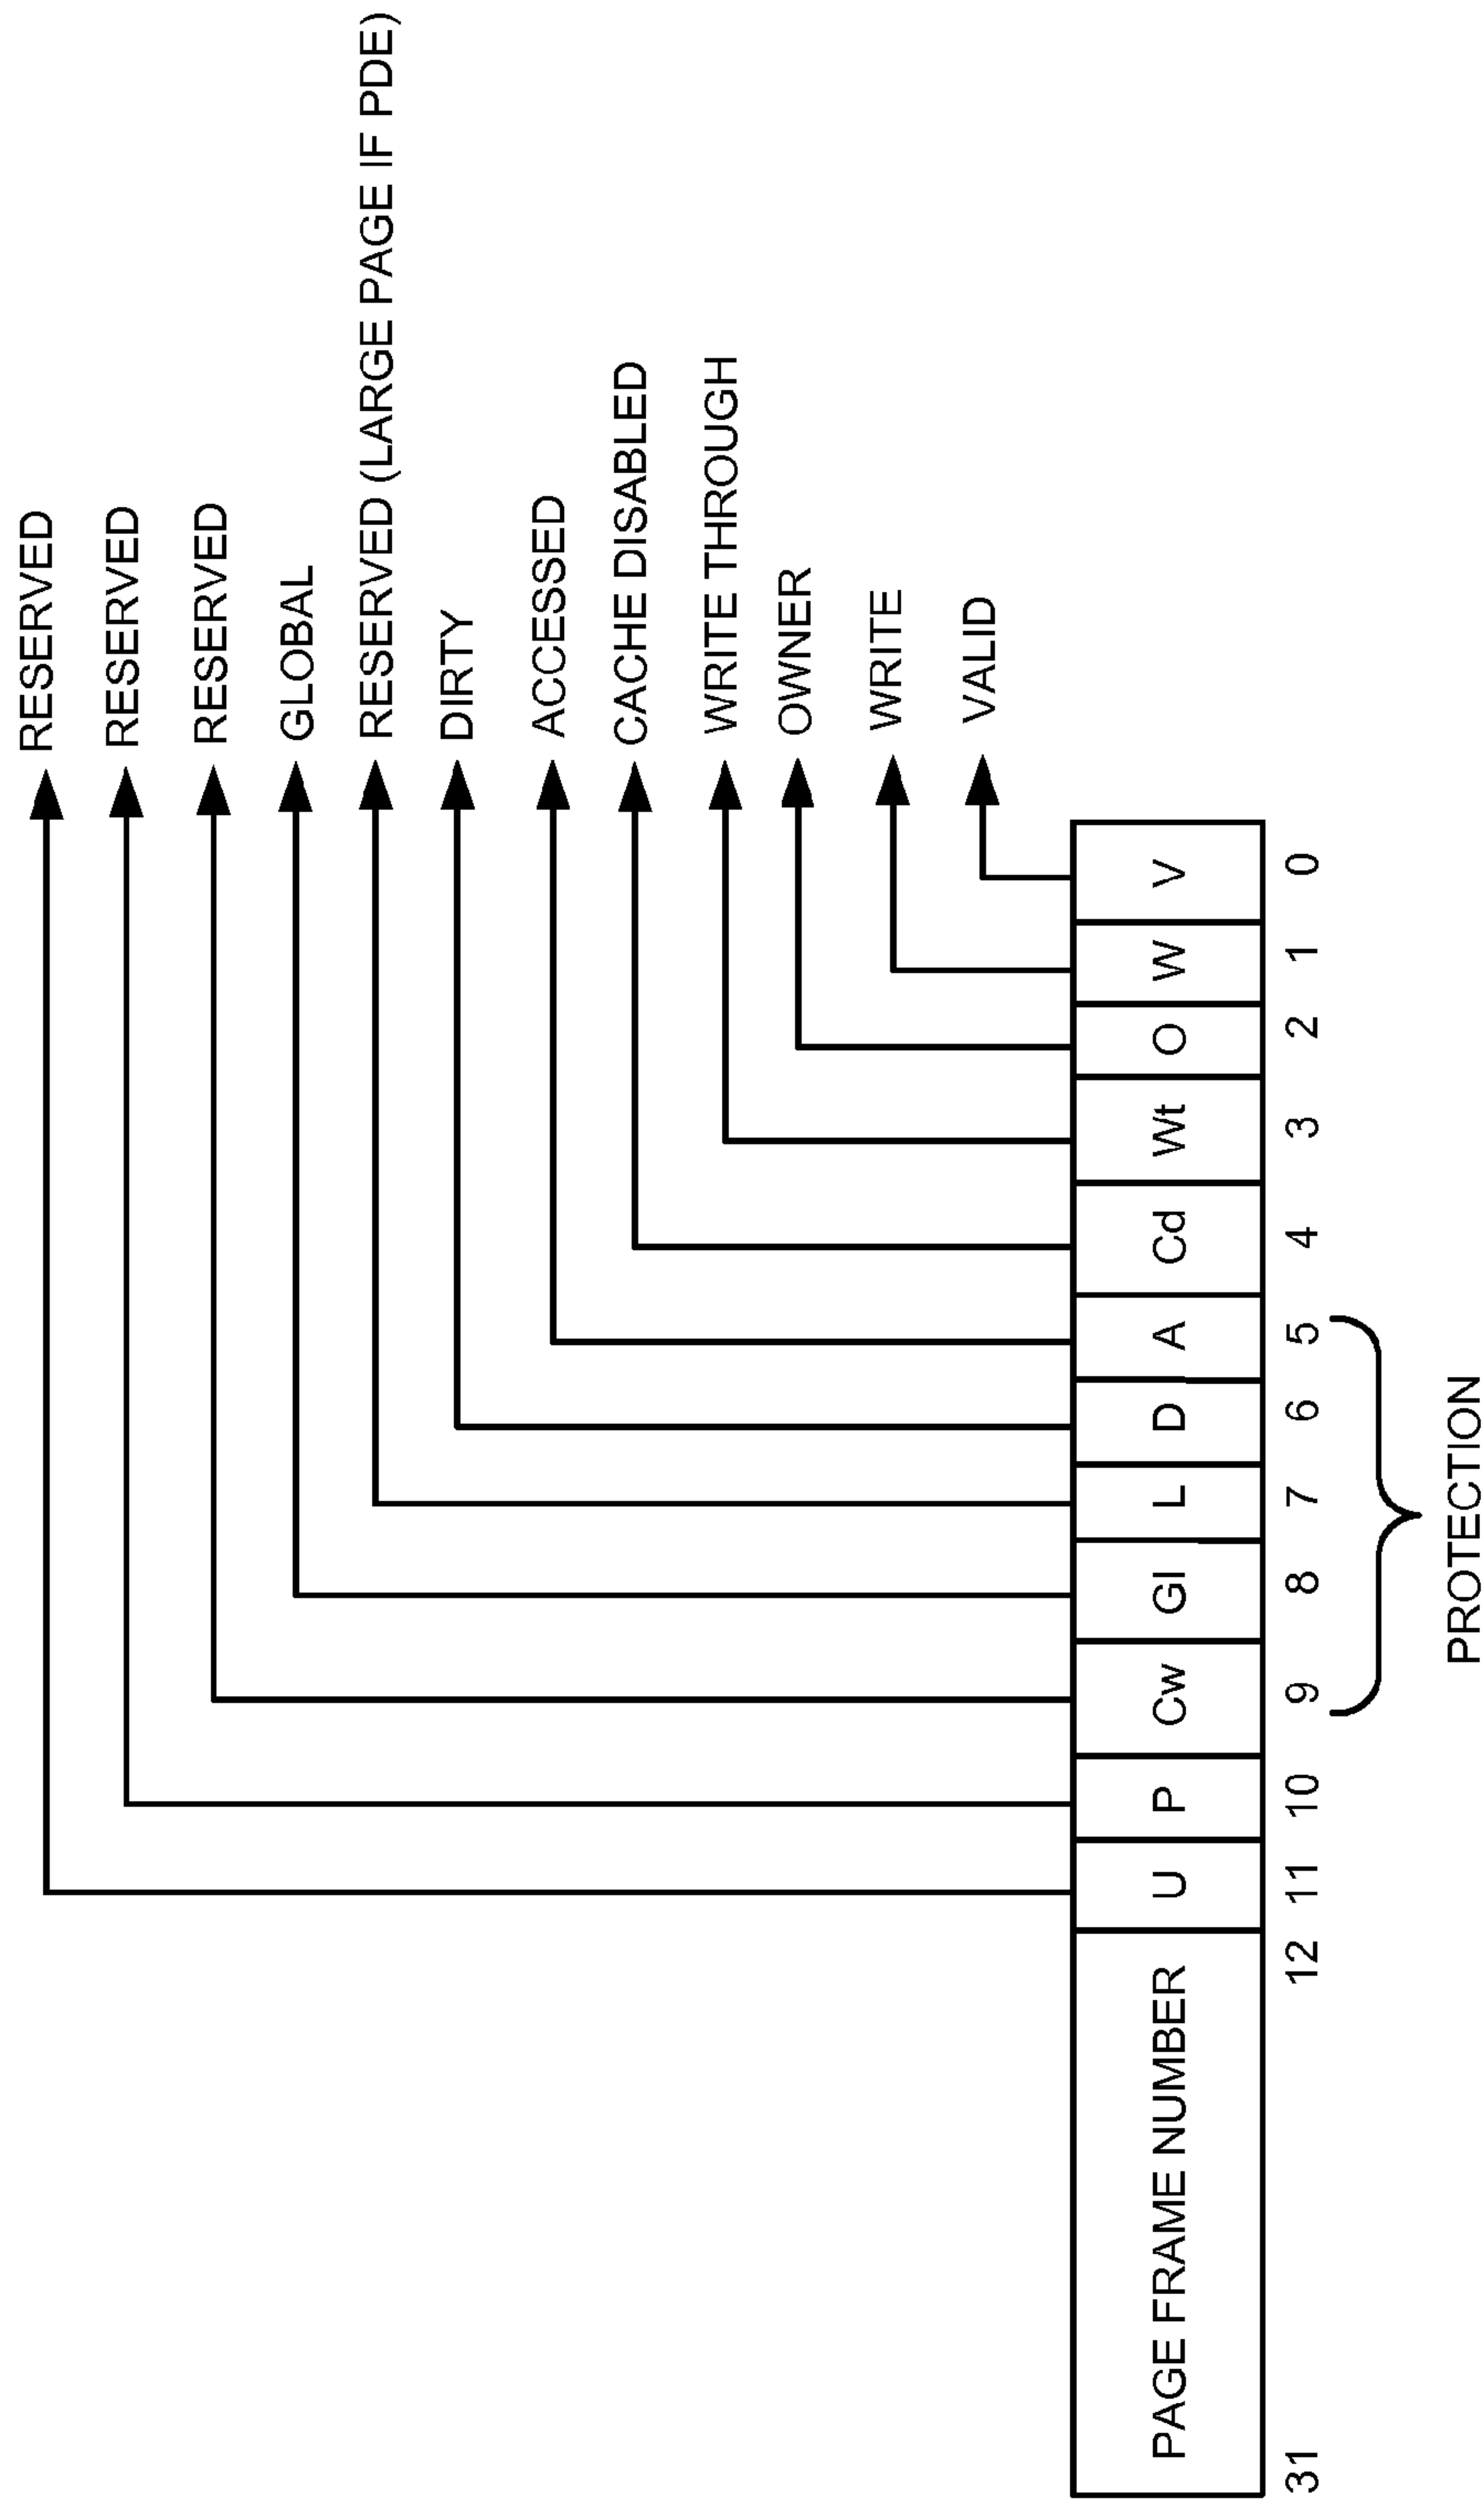 RESERVED
RESERVED
RESERVED
GLOBAL
RESERVED (LARGE PAGE IF PDE)
DIRTY
ACCESSED
CACHE DISABLED
WRITE THROUGH
OWNER
WRITE
VALID
PAGE FRAME NUMBER U P Cw Gl L D A Cd Wt O W V
31 12 11 10 9 8 7 6 5 4 3 2 1 0
PROTECTION